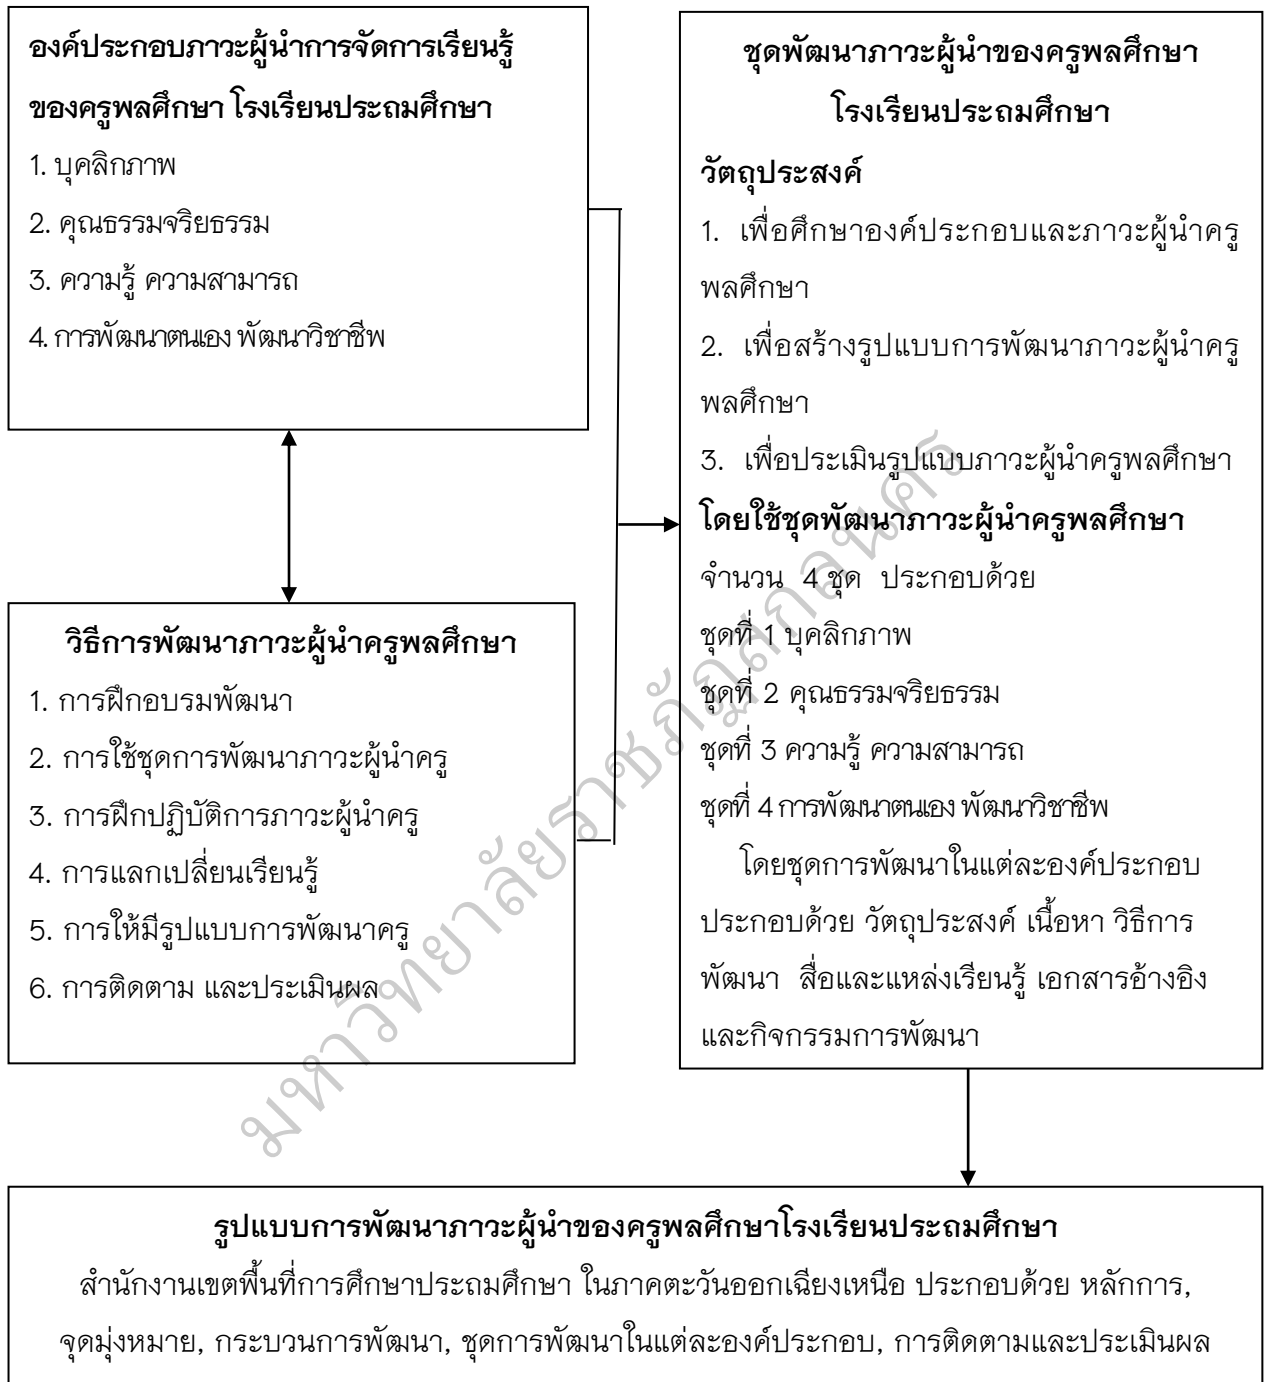 องค์ประกอบภาวะผู้นำการจัดการเรียนรู้
ของครูพลศึกษา โรงเรียนประถมศึกษา
1. บุคลิกภาพ
2. คุณธรรมจริยธรรม
3. ความรู้ ความสามารถ
4. การพัฒนาตนเอง พัฒนาวิชาชีพ
วิธีการพัฒนาภาวะผู้นำครูพลศึกษา
1. การฝึกอบรมพัฒนา
2. การใช้ชุดการพัฒนาภาวะผู้นำครู
3. การฝึกปฏิบัติการภาวะผู้นำครู
4. การแลกเปลี่ยนเรียนรู้
5. การให้มีรูปแบบการพัฒนาครู
6. การติดตาม และประเมินผล
ชุดพัฒนาภาวะผู้นำของครูพลศึกษา
โรงเรียนประถมศึกษา
วัตถุประสงค์
1. เพื่อศึกษาองค์ประกอบและภาวะผู้นำครู
พลศึกษา
2. เพื่อสร้างรูปแบบการพัฒนาภาวะผู้นำครู
พลศึกษา
3. เพื่อประเมินรูปแบบภาวะผู้นำครูพลศึกษา
โดยใช้ชุดพัฒนาภาวะผู้นำครูพลศึกษา
จำนวน 4 ชุด ประกอบด้วย
ชุดที่ 1 บุคลิกภาพ
ชุดที่ 2 คุณธรรมจริยธรรม
ชุดที่ 3 ความรู้ ความสามารถ
ชุดที่ 4 การพัฒนาตนเอง พัฒนาวิชาชีพ
โดยชุดการพัฒนาในแต่ละองค์ประกอบ
ประกอบด้วย วัตถุประสงค์ เนื้อหา วิธีการ
พัฒนา สื่อและแหล่งเรียนรู้ เอกสารอ้างอิง
และกิจกรรมการพัฒนา
รูปแบบการพัฒนาภาวะผู้นำของครูพลศึกษาโรงเรียนประถมศึกษา
สำนักงานเขตพื้นที่การศึกษาประถมศึกษา ในภาคตะวันออกเฉียงเหนือ ประกอบด้วย หลักการ,
จุดมุ่งหมาย, กระบวนการพัฒนา, ชุดการพัฒนาในแต่ละองค์ประกอบ, การติดตามและประเมินผล
มหาวิทยาลัยราชภัฏสกลนคร